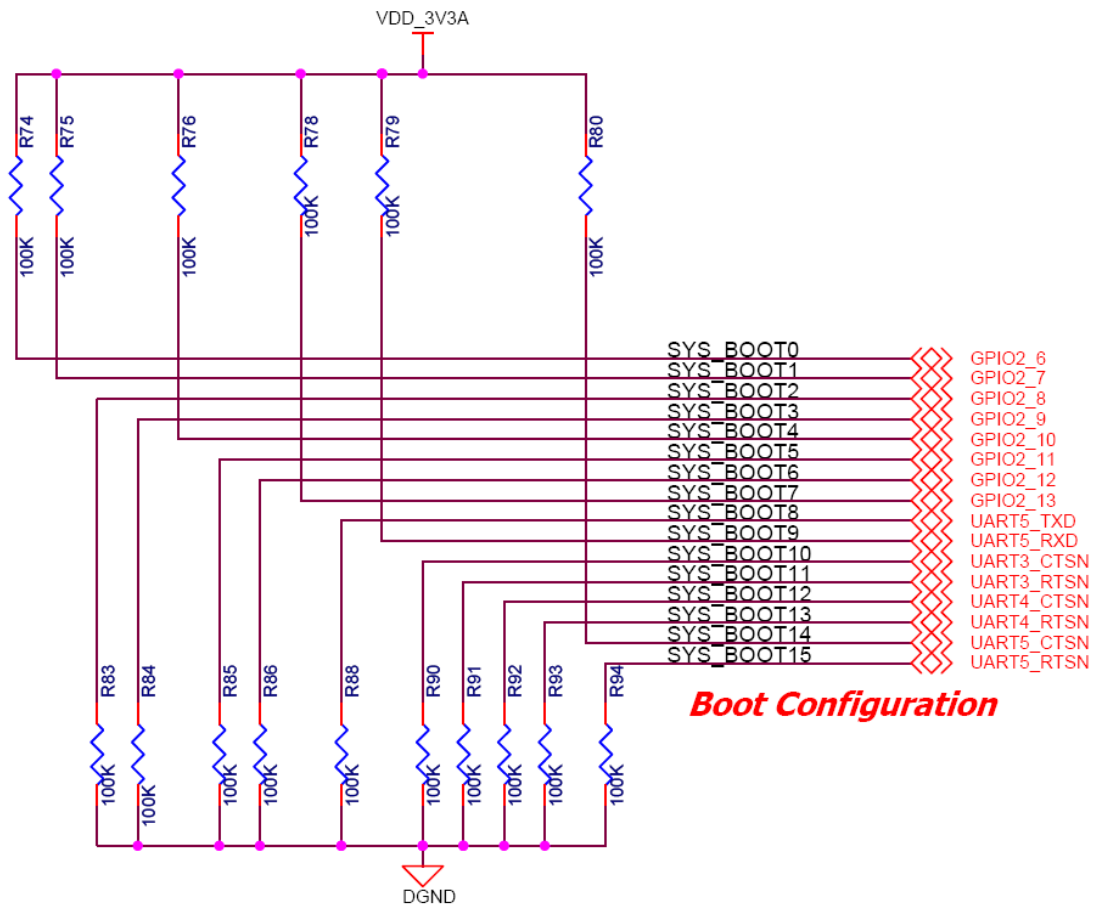 VDD_3V3A
R74
R75
R76
R78
R79
R80
100K
100K
100K
100K
100K
100K
SYS_BOOT0 GPIO2_6
SYS_BOOT1 GPIO2_7
SYS_BOOT2 GPIO2_8
SYS_BOOT3 GPIO2_9
SYS_BOOT4 GPIO2_10
SYS_BOOT5 GPIO2_11
SYS_BOOT6 GPIO2_12
SYS_BOOT7 GPIO2_13
SYS_BOOT8 UART5_TXD
SYS_BOOT9 UART5_RXD
SYS_BOOT10 UART3_CTSN
SYS_BOOT11 UART3_RTSN
SYS_BOOT12 UART4_CTSN
SYS_BOOT13 UART4_RTSN
SYS_BOOT14 UART5_CTSN
SYS_BOOT15 UART5_RTSN
R83
R84
R85
R86
R88
R90
R91
R92
R93
R94
Boot Configuration
100K
100K
100K
100K
100K
100K
100K
100K
100K
100K
DGND